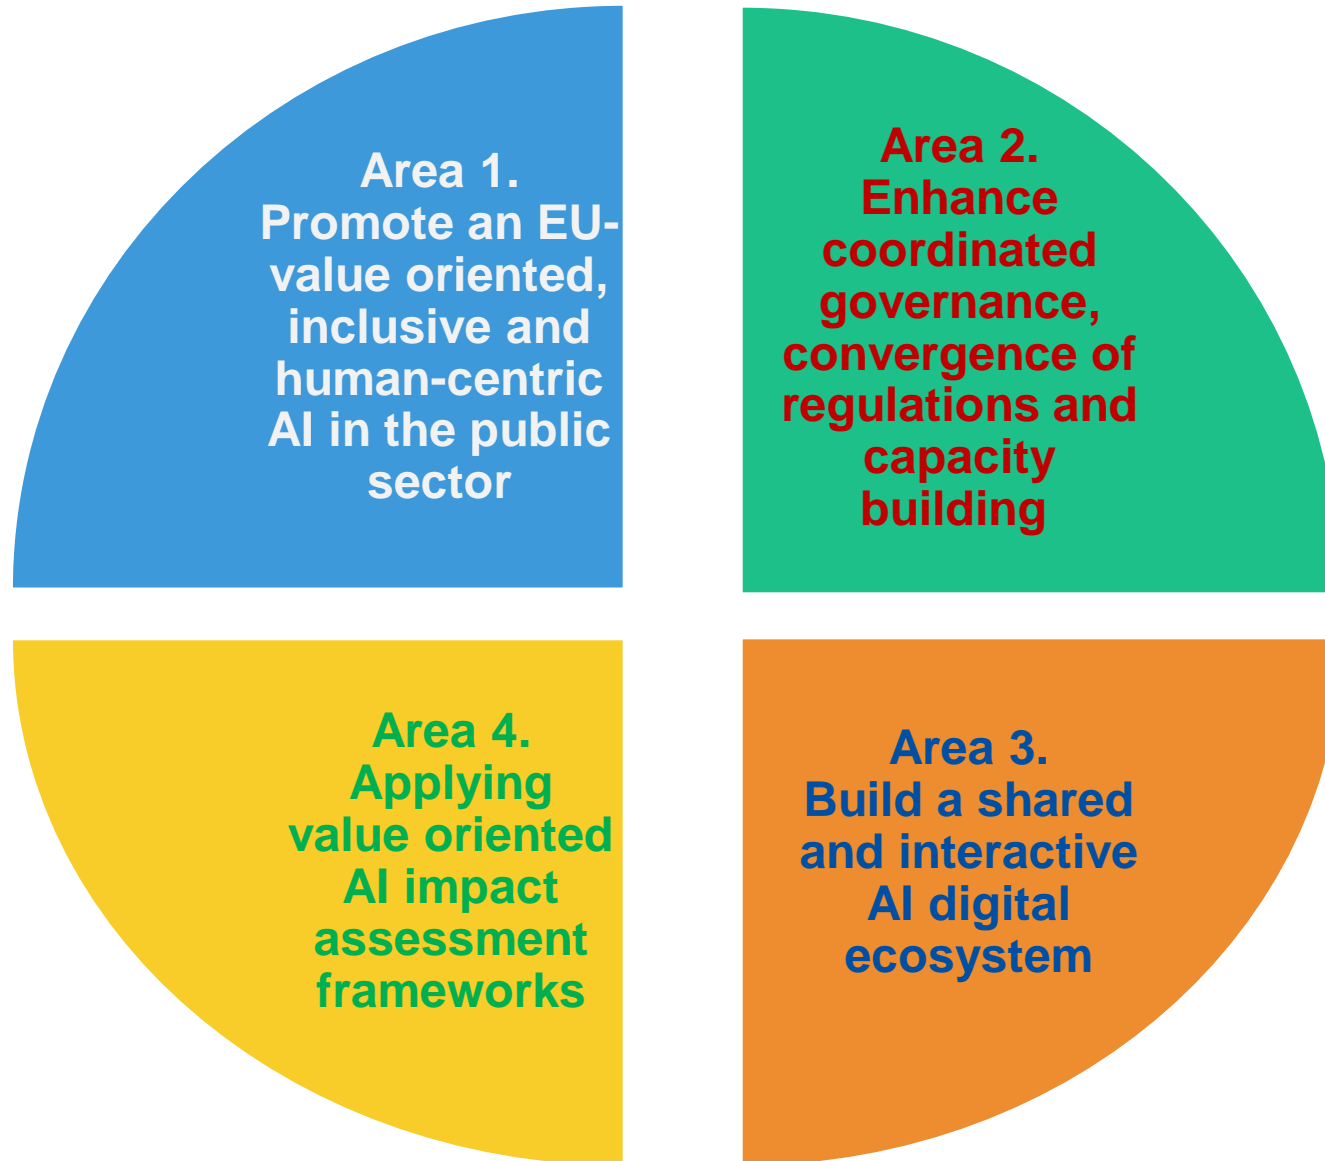 Area 1.
Promote an EU-
value oriented,
inclusive and
human-centric
AI in the public
sector
Area 2.
Enhance
coordinated
governance,
convergence of
regulations and
capacity
building
Area 4.
Applying
value oriented
AI impact
assessment
frameworks
Area 3.
Build a shared
and interactive
AI digital
ecosystem